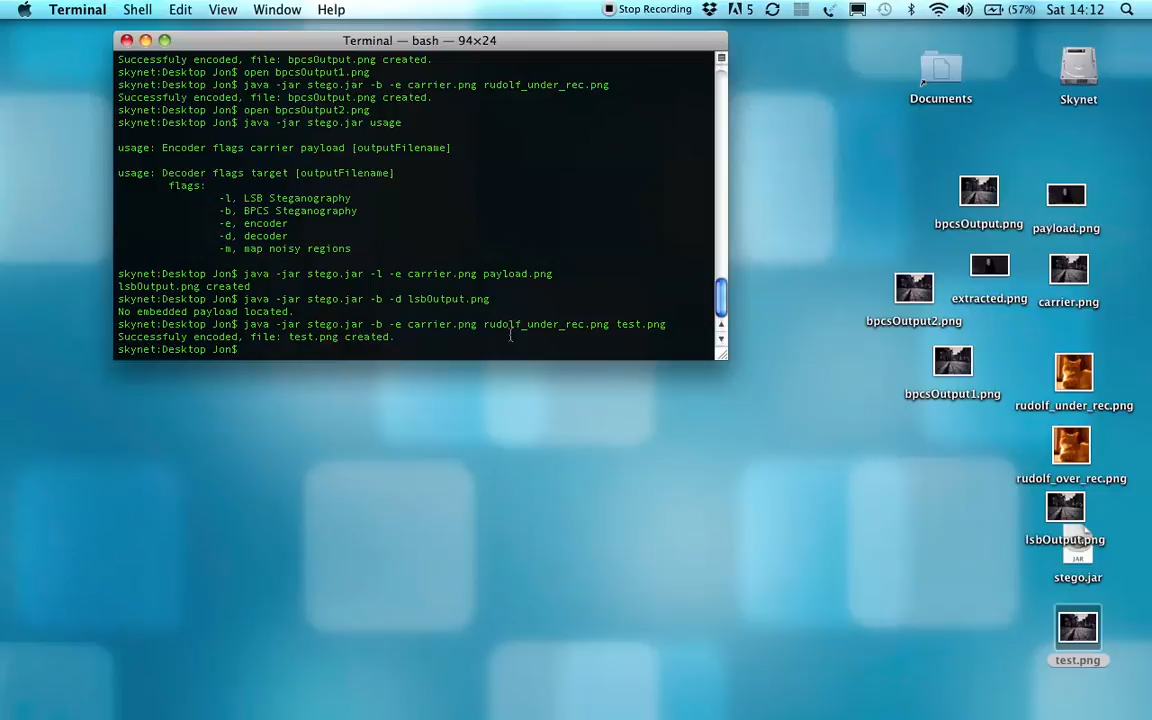 Terminal Shell Edit View Window Help Stop Recording 5 (57%) Sat 14:12
Terminal — bash — 94×24
Successfuly encoded, file: bpcsOutput.png created.
skynet:Desktop Jon$ open bpcsOutput1.png
skynet:Desktop Jon$ java -jar stego.jar -b -e carrier.png rudolf_under_rec.png
Successfuly encoded, file: bpcsOutput.png created.
skynet:Desktop Jon$ open bpcsOutput2.png
skynet:Desktop Jon$ java -jar stego.jar usage
usage: Encoder flags carrier payload [outputFilename]
usage: Decoder flags target [outputFilename]
flags:
-l, LSB Steganography
-b, BPCS Steganography
-e, encoder
-d, decoder
-m, map noisy regions
skynet:Desktop Jon$ java -jar stego.jar -l -e carrier.png payload.png
lsbOutput.png created
skynet:Desktop Jon$ java -jar stego.jar -b -d lsbOutput.png
No embedded payload located.
skynet:Desktop Jon$ java -jar stego.jar -b -e carrier.png rudolf_under_rec.png test.png
Successfuly encoded, file: test.png created.
skynet:Desktop Jon$
Documents
Skynet
bpcsOutput.png
payload.png
extracted.png
carrier.png
bpcsOutput2.png
bpcsOutput1.png
rudolf_under_rec.png
rudolf_over_rec.png
lsbOutput.png
JAR
stego.jar
test.png